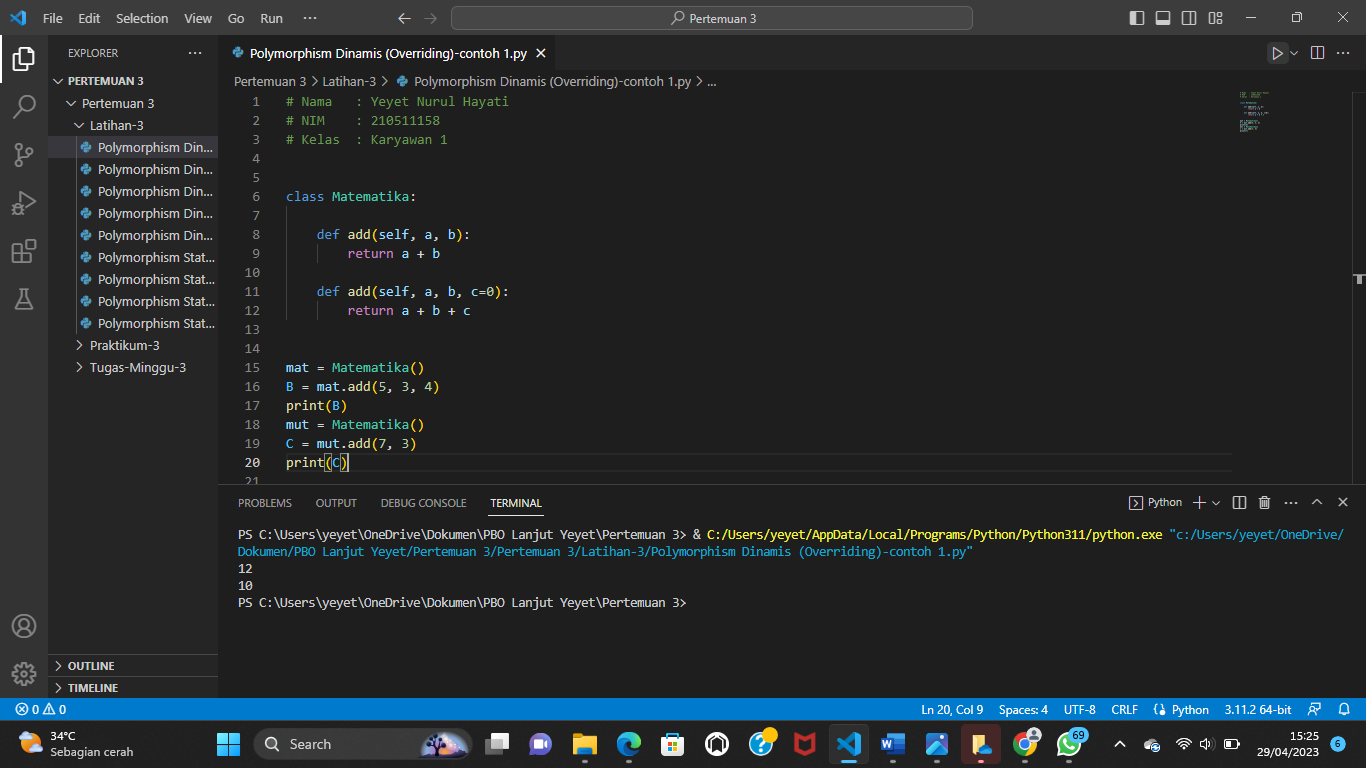 File Edit Selection View Go Run ··· Pertemuan 3
EXPLORER ···
PERTEMUAN 3
Pertemuan 3
Latihan-3
Polymorphism Din...
Polymorphism Din...
Polymorphism Din...
Polymorphism Din...
Polymorphism Din...
Polymorphism Stat...
Polymorphism Stat...
Polymorphism Stat...
Polymorphism Stat...
Praktikum-3
Tugas-Minggu-3
OUTLINE
TIMELINE
Polymorphism Dinamis (Overriding)-contoh 1.py
Pertemuan 3 > Latihan-3 > Polymorphism Dinamis (Overriding)-contoh 1.py > ...
1 # Nama   : Yeyet Nurul Hayati
2 # NIM    : 210511158
3 # Kelas  : Karyawan 1
4
5
6 class Matematika:
7
8     def add(self, a, b):
9         return a + b
10
11     def add(self, a, b, c=0):
12         return a + b + c
13
14
15 mat = Matematika()
16 B = mat.add(5, 3, 4)
17 print(B)
18 mut = Matematika()
19 C = mut.add(7, 3)
20 print(C)
21
PROBLEMS OUTPUT DEBUG CONSOLE TERMINAL Python
PS C:\Users\yeyet\OneDrive\Dokumen\PBO Lanjut Yeyet\Pertemuan 3> & C:/Users/yeyet/AppData/Local/Programs/Python/Python311/python.exe "c:/Users/yeyet/OneDrive/
Dokumen/PBO Lanjut Yeyet/Pertemuan 3/Pertemuan 3/Latihan-3/Polymorphism Dinamis (Overriding)-contoh 1.py"
12
10
PS C:\Users\yeyet\OneDrive\Dokumen\PBO Lanjut Yeyet\Pertemuan 3>
0 0 Ln 20, Col 9 Spaces: 4 UTF-8 CRLF Python 3.11.2 64-bit
34°C
Sebagian cerah
Search
69
15:25
29/04/2023
6